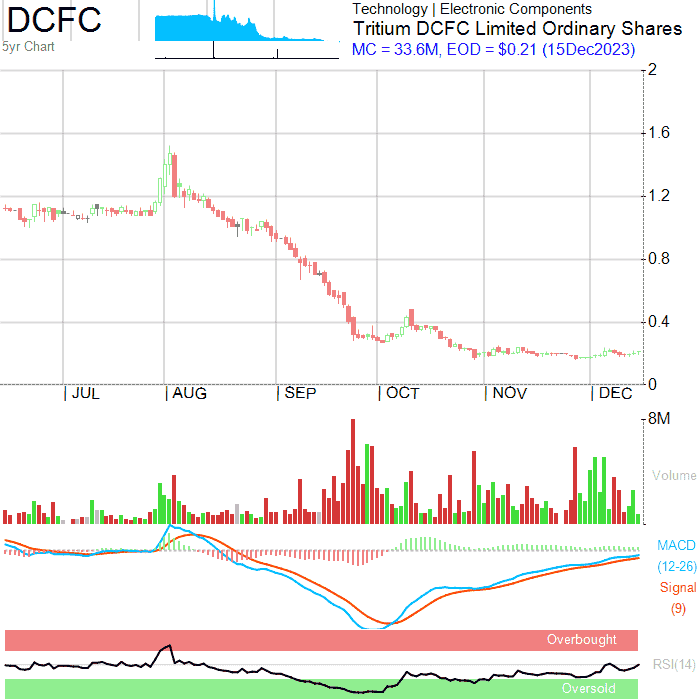 DCFC
5yr Chart
Technology | Electronic Components
Tritium DCFC Limited Ordinary Shares
MC = 33.6M, EOD = $0.21 (15Dec2023)
2
1.6
1.2
0.8
0.4
0
JUL AUG SEP OCT NOV DEC
8M
Volume
MACD
(12-26)
Signal
(9)
Overbought
RSI(14)
Oversold